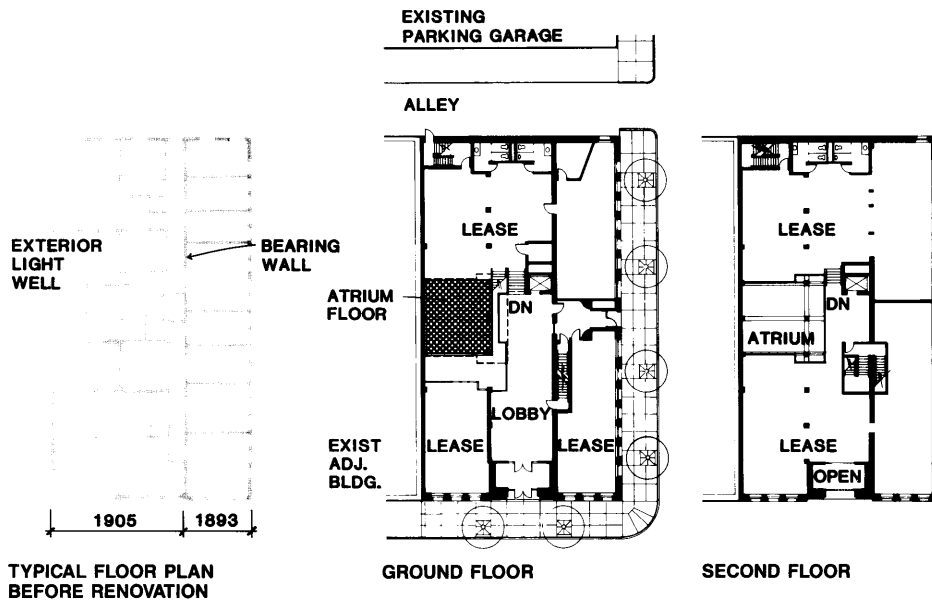 EXISTING
PARKING GARAGE
ALLEY
EXTERIOR
LIGHT
WELL
BEARING
WALL
1905
1893
TYPICAL FLOOR PLAN
BEFORE RENOVATION
LEASE
ATRIUM
FLOOR
DN
LOBBY
LEASE
LEASE
EXIST
ADJ.
BLDG.
GROUND FLOOR
LEASE
DN
ATRIUM
LEASE
OPEN
SECOND FLOOR